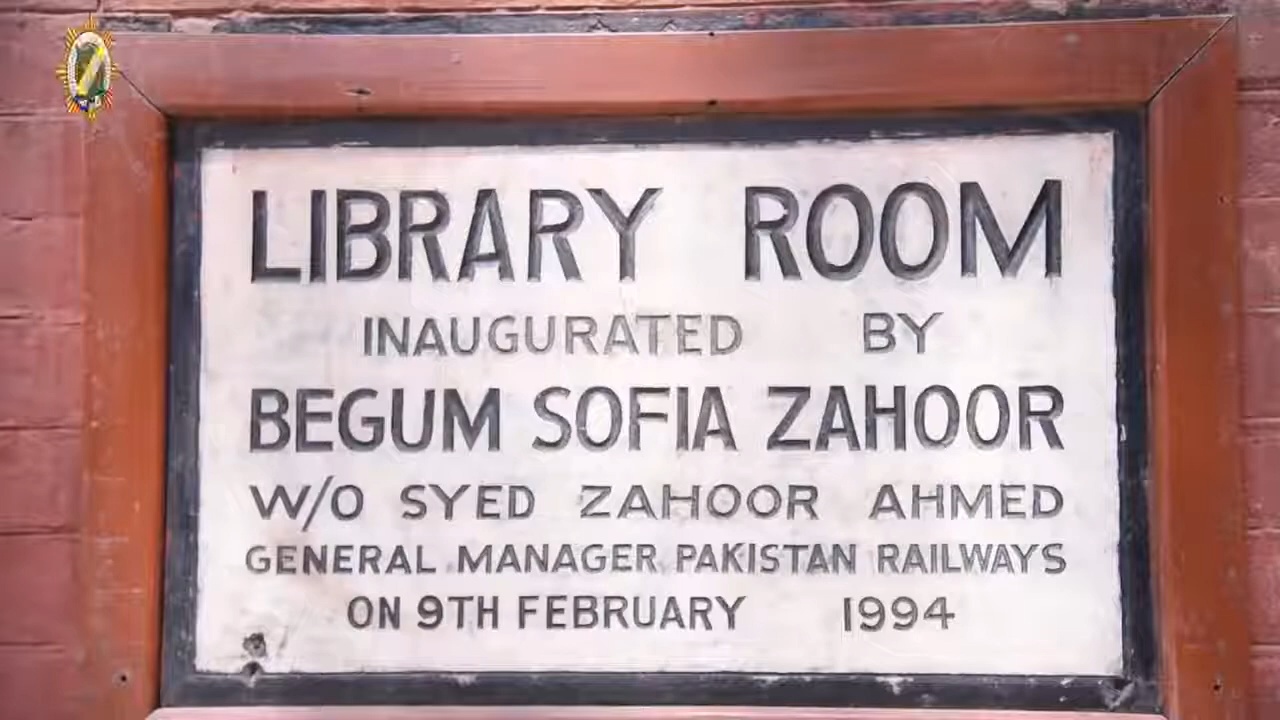 LIBRARY ROOM
INAUGURATED BY
BEGUM SOFIA ZAHOOR
W/O SYED ZAHOOR AHMED
GENERAL MANAGER PAKISTAN RAILWAYS
ON 9TH FEBRUARY 1994